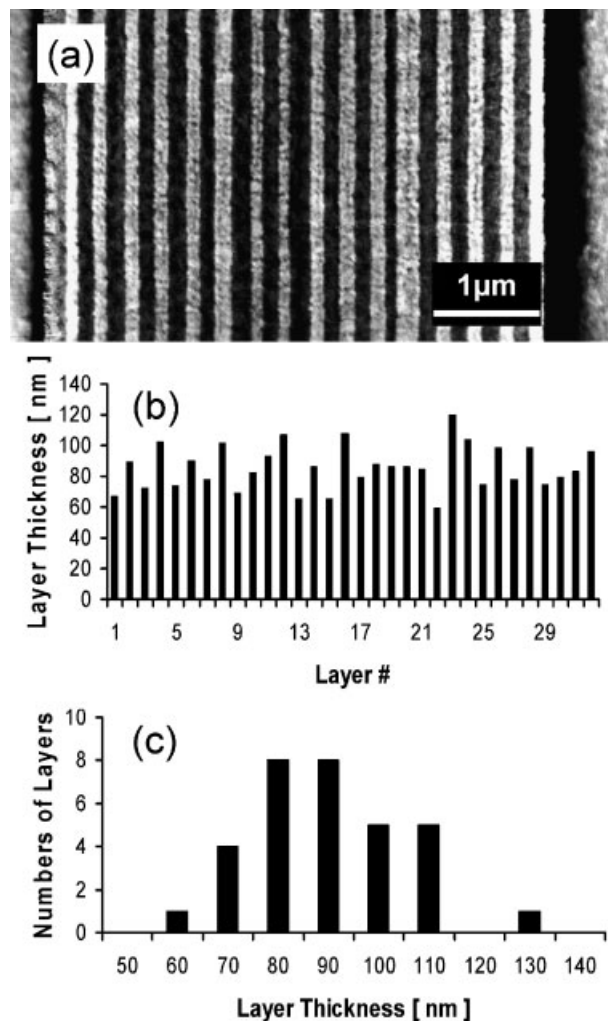 (a)
1µm
(b)
Layer Thickness [ nm ]
140
120
100
80
60
40
20
0
1 5 9 13 17 21 25 29
Layer #
(c)
Numbers of Layers
10
8
6
4
2
0
50 60 70 80 90 100 110 120 130 140
Layer Thickness [ nm ]